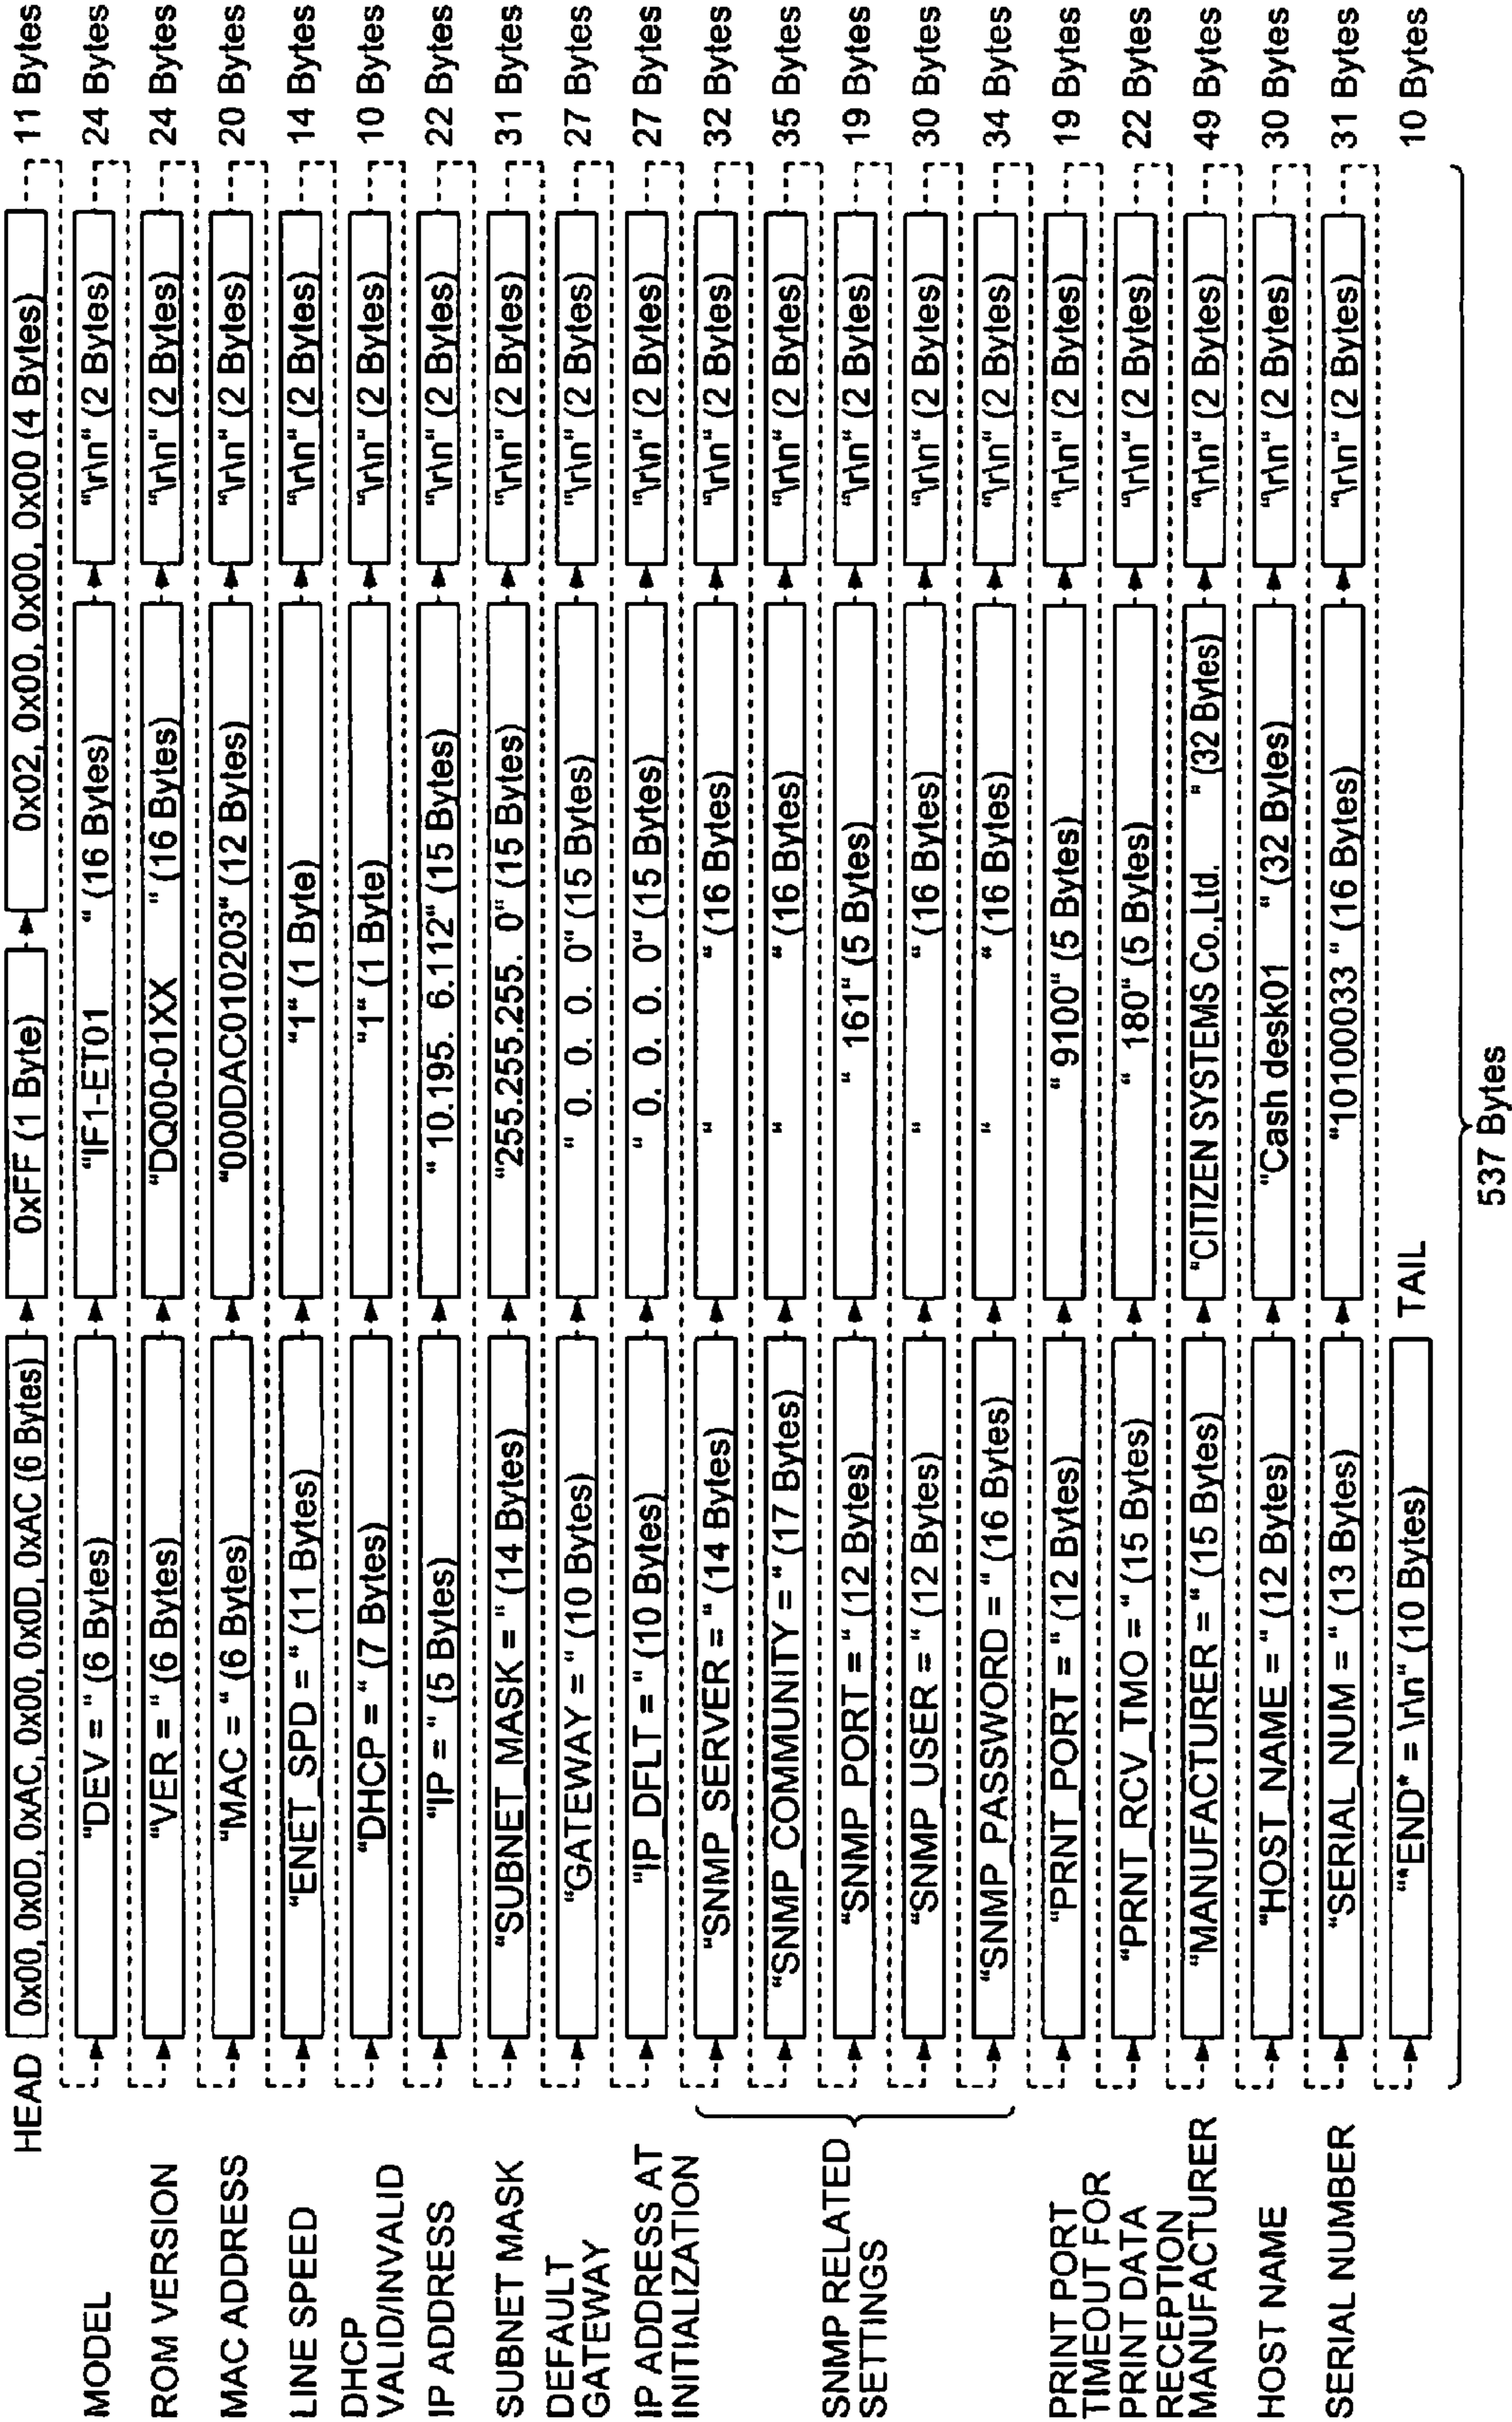 HEAD 0x00, 0x0D, 0xAC, 0x00, 0x0D, 0xAC (6 Bytes) 0xFF (1 Byte) 0x02, 0x00, 0x00, 0x00 (4 Bytes) 11 Bytes
MODEL "DEV =" (6 Bytes) "IF1-ET01 " (16 Bytes) "\r\n" (2 Bytes) 24 Bytes
ROM VERSION "VER =" (6 Bytes) "DQ00-01XX " (16 Bytes) "\r\n" (2 Bytes) 24 Bytes
MAC ADDRESS "MAC =" (6 Bytes) "000DAC010203" (12 Bytes) "\r\n" (2 Bytes) 20 Bytes
LINE SPEED "ENET_SPD =" (11 Bytes) "1" (1 Byte) "\r\n" (2 Bytes) 14 Bytes
DHCP
VALID/INVALID "DHCP =" (7 Bytes) "1" (1 Byte) "\r\n" (2 Bytes) 10 Bytes
IP ADDRESS "IP =" (5 Bytes) " 10.195. 6.112" (15 Bytes) "\r\n" (2 Bytes) 22 Bytes
SUBNET MASK "SUBNET_MASK =" (14 Bytes) "255.255.255. 0" (15 Bytes) "\r\n" (2 Bytes) 31 Bytes
DEFAULT
GATEWAY "GATEWAY =" (10 Bytes) " 0. 0. 0. 0" (15 Bytes) "\r\n" (2 Bytes) 27 Bytes
IP ADDRESS AT
INITIALIZATION "IP_DFLT =" (10 Bytes) " 0. 0. 0. 0" (15 Bytes) "\r\n" (2 Bytes) 27 Bytes
"SNMP_SERVER =" (14 Bytes) " " (16 Bytes) "\r\n" (2 Bytes) 32 Bytes
"SNMP_COMMUNITY =" (17 Bytes) " " (16 Bytes) "\r\n" (2 Bytes) 35 Bytes
SNMP RELATED
SETTINGS "SNMP_PORT =" (12 Bytes) " 161" (5 Bytes) "\r\n" (2 Bytes) 19 Bytes
"SNMP_USER =" (12 Bytes) " " (16 Bytes) "\r\n" (2 Bytes) 30 Bytes
"SNMP_PASSWORD =" (16 Bytes) " " (16 Bytes) "\r\n" (2 Bytes) 34 Bytes
PRINT PORT "PRNT_PORT =" (12 Bytes) " 9100" (5 Bytes) "\r\n" (2 Bytes) 19 Bytes
TIMEOUT FOR
PRINT DATA
RECEPTION "PRNT_RCV_TMO =" (15 Bytes) " 180" (5 Bytes) "\r\n" (2 Bytes) 22 Bytes
MANUFACTURER "MANUFACTURER =" (15 Bytes) "CITIZEN SYSTEMS Co.,Ltd. " (32 Bytes) "\r\n" (2 Bytes) 49 Bytes
HOST NAME "HOST_NAME =" (12 Bytes) "Cash desk01 " (32 Bytes) "\r\n" (2 Bytes) 30 Bytes
SERIAL NUMBER "SERIAL_NUM =" (13 Bytes) "10100033 " (16 Bytes) "\r\n" (2 Bytes) 31 Bytes
"*END* = \r\n" (10 Bytes) TAIL 10 Bytes
537 Bytes